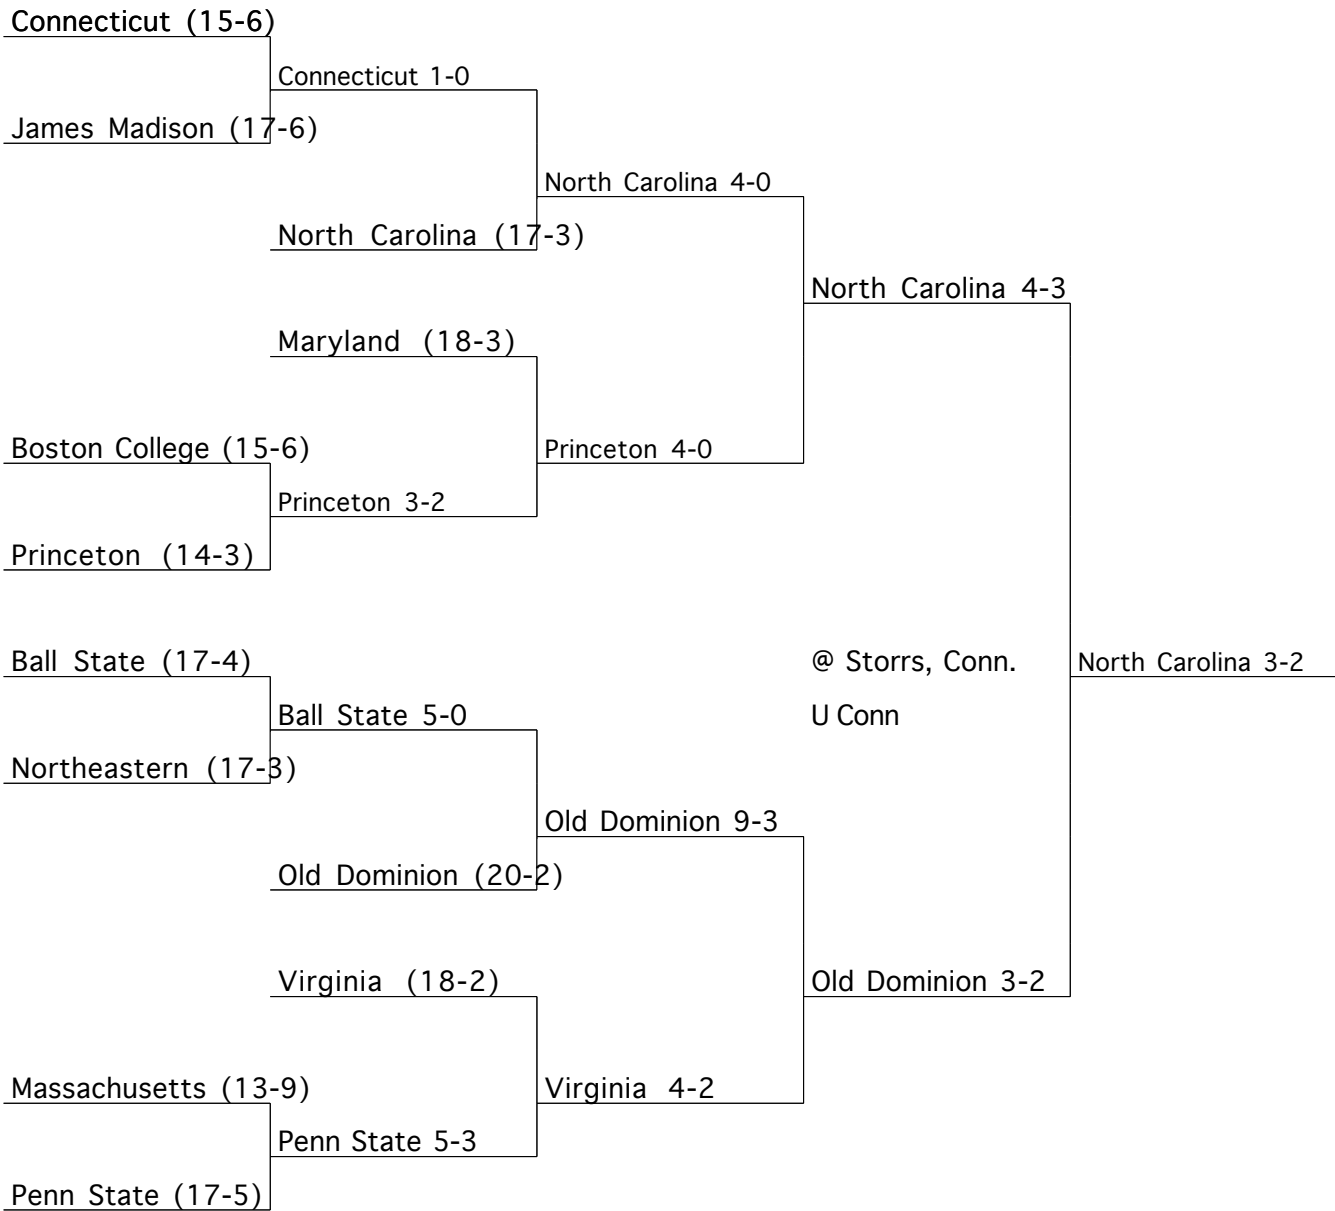 Connecticut (15-6)
Connecticut 1-0
James Madison (17-6)
North Carolina 4-0
North Carolina (17-3)
North Carolina 4-3
Maryland (18-3)
Boston College (15-6)
Princeton 4-0
Princeton 3-2
Princeton (14-3)
Ball State (17-4)
@ Storrs, Conn.
North Carolina 3-2
Ball State 5-0
U Conn
Northeastern (17-3)
Old Dominion 9-3
Old Dominion (20-2)
Virginia (18-2)
Old Dominion 3-2
Massachusetts (13-9)
Virginia 4-2
Penn State 5-3
Penn State (17-5)